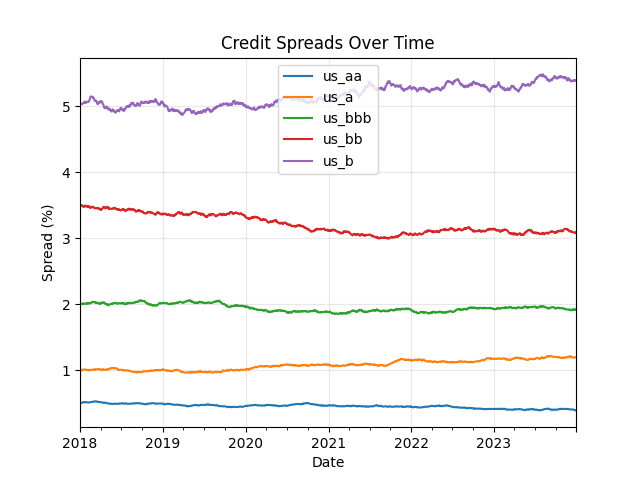 Credit Spreads Over Time
us_aa
us_a
us_bbb
us_bb
us_b
5
4
3
2
1
Spread (%)
2018 2019 2020 2021 2022 2023
Date